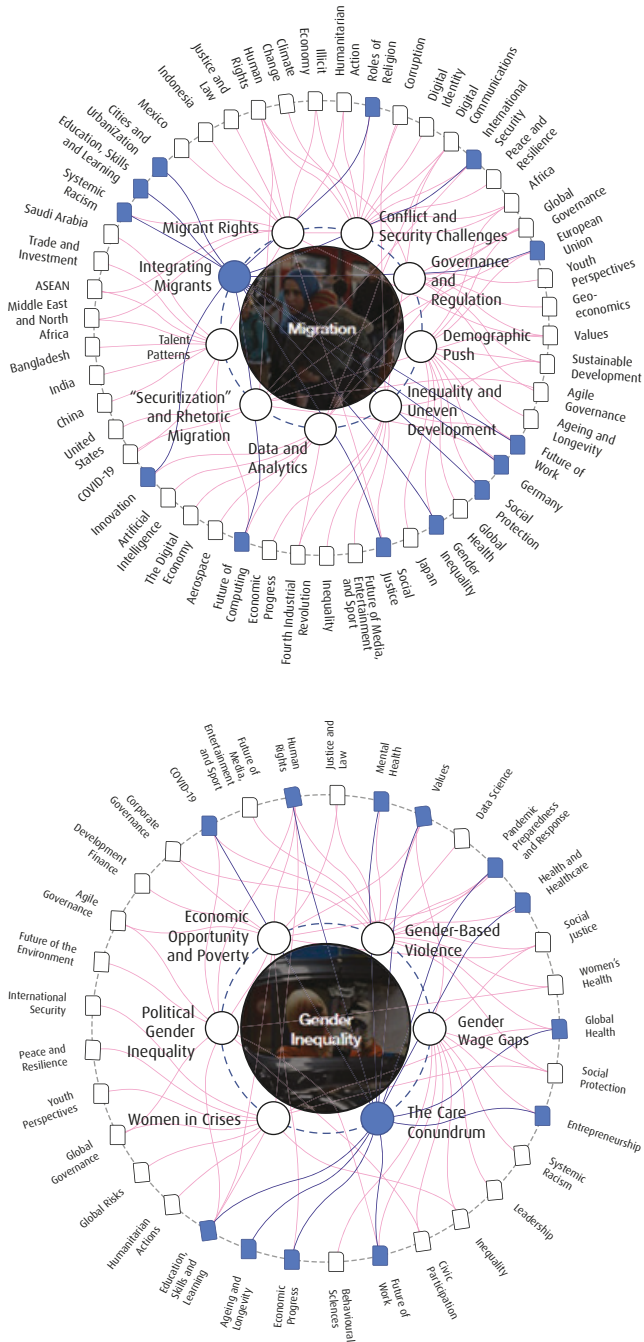 Migration
Migrant Rights
Conflict and
Security Challenges
Governance
and
Regulation
Demographic
Push
Inequality and
Uneven
Development
Data and
Analytics
“Securitization”
and Rhetoric
Migration
Talent
Patterns
Integrating
Migrants
Humanitarian
Action
Roles of
Religion
Corruption
Digital
Identity
Digital
Communications
International
Security
Peace and
Resilience
Africa
Global
Governance
European
Union
Youth
Perspectives
Geo-
economics
Values
Sustainable
Development
Agile
Governance
Ageing and
Longevity
Future of
Work
Germany
Social
Protection
Global
Health
Gender
Inequality
Japan
Social
Justice
Future of Media,
Entertainment
and Sport
Inequality
Fourth Industrial
Revolution
Economic
Progress
Future of
Computing
Aerospace
The Digital
Economy
Artificial
Intelligence
Innovation
COVID-19
United
States
China
India
Bangladesh
Middle East
and North
Africa
ASEAN
Trade and
Investment
Saudi Arabia
Systemic
Racism
Education, Skills
and Learning
Cities and
Urbanization
Mexico
Indonesia
Justice and
Law
Human
Rights
Climate
Change
Illicit
Economy
Gender
Inequality
Economic
Opportunity
and Poverty
Gender-Based
Violence
Gender
Wage Gaps
The Care
Conundrum
Women in Crises
Political
Gender
Inequality
Justice and
Law
Mental
Health
Values
Data Science
Pandemic
Preparedness
and Response
Health and
Healthcare
Social
Justice
Women's
Health
Global
Health
Social
Protection
Entrepreneurship
Systemic
Racism
Leadership
Inequality
Civic
Participation
Future of
Work
Behavioural
Sciences
Economic
Progress
Ageing and
Longevity
Education,
Skills and
Learning
Humanitarian
Actions
Global Risks
Global
Governance
Youth
Perspectives
Peace and
Resilience
International
Security
Future of the
Environment
Agile
Governance
Development
Finance
Corporate
Governance
COVID-19
Future of
Media,
Entertainment
and Sport
Human
Rights